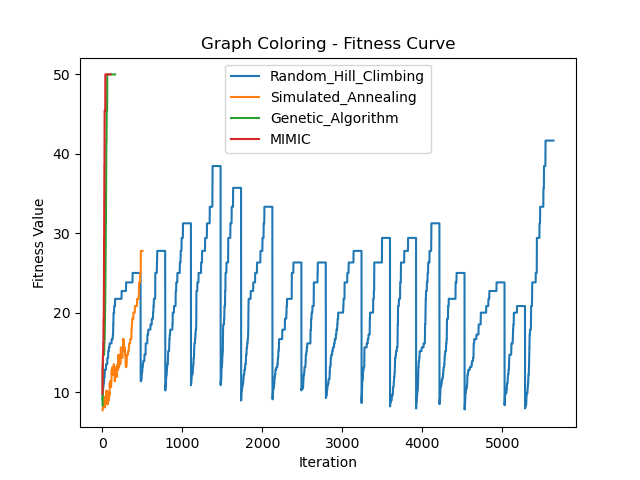 Graph Coloring - Fitness Curve
Random_Hill_Climbing
Simulated_Annealing
Genetic_Algorithm
MIMIC
Fitness Value
50
40
30
20
10
0 1000 2000 3000 4000 5000
Iteration